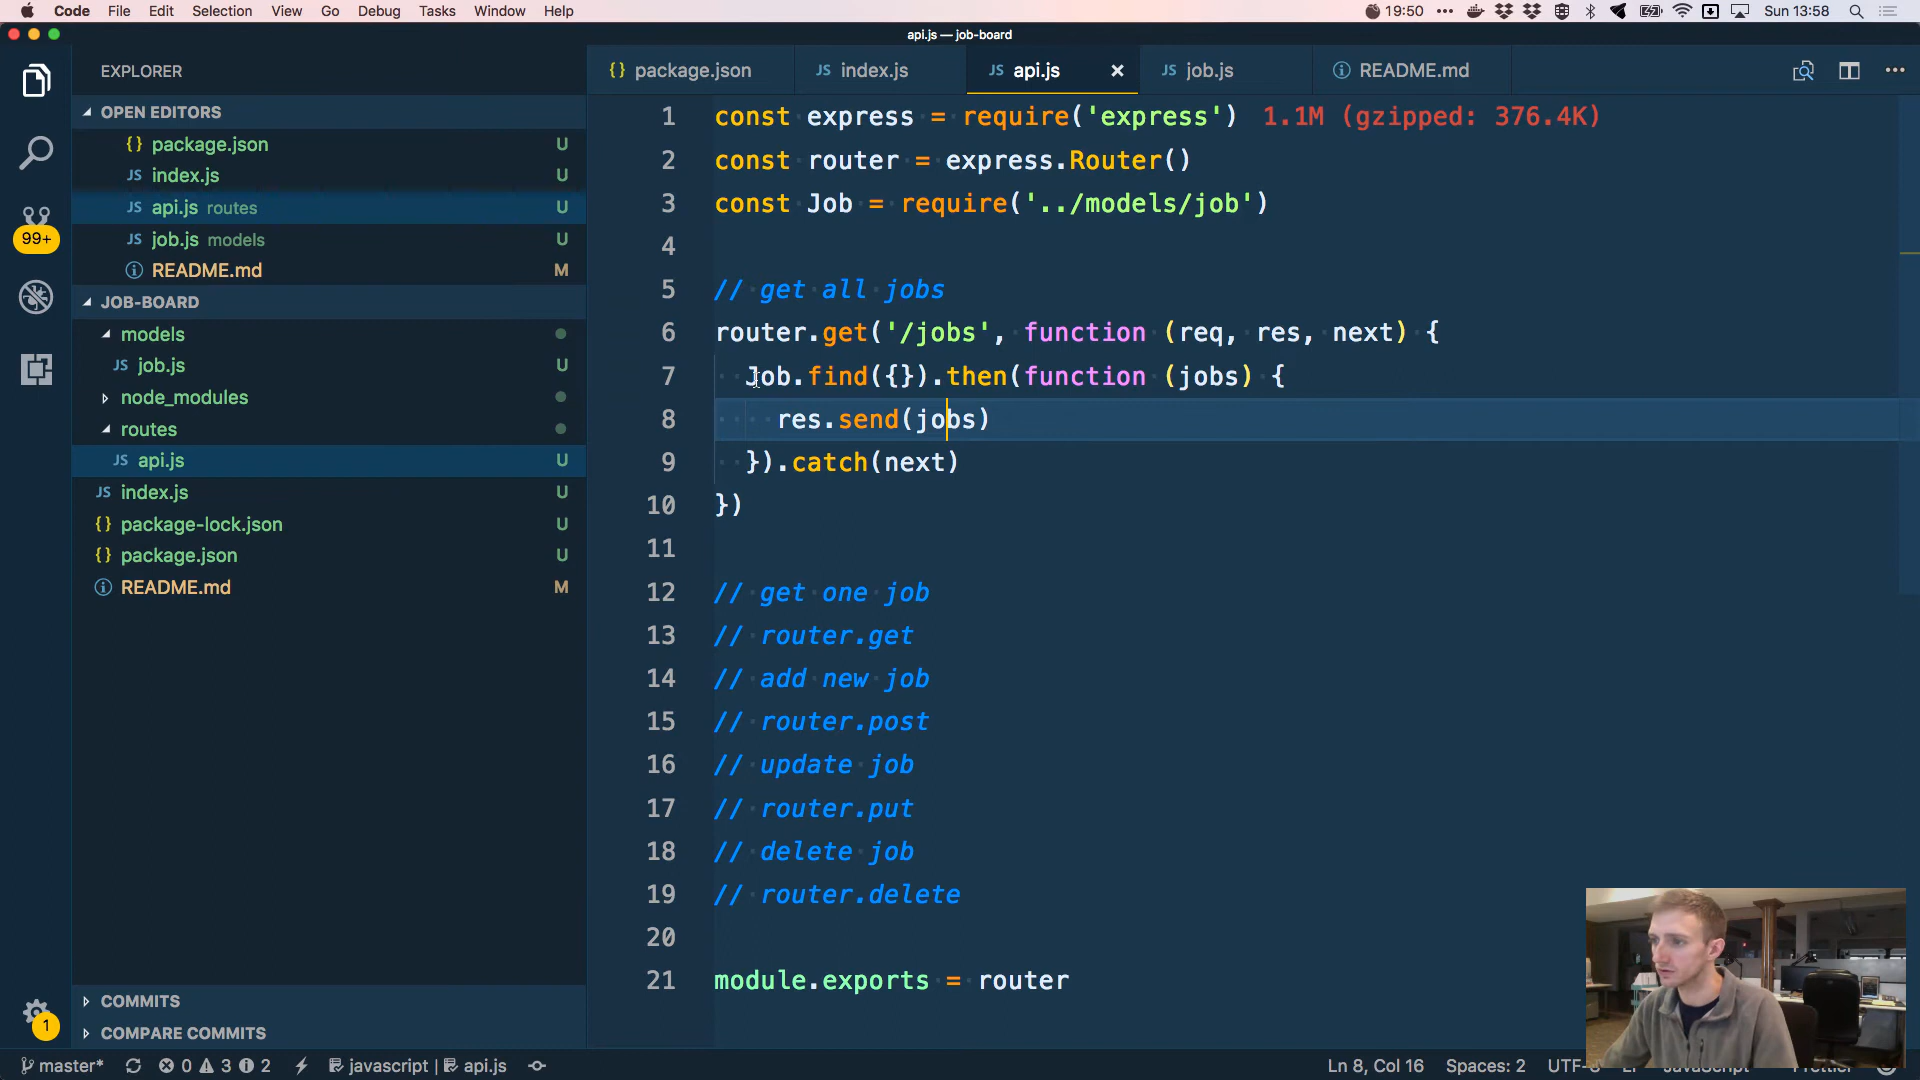 Code File Edit Selection View Go Debug Tasks Window Help 19:50 Sun 13:58
api.js — job-board
EXPLORER
package.json
JS index.js
JS api.js
JS job.js
README.md
OPEN EDITORS
{} package.json U
JS index.js U
JS api.js routes U
JS job.js models U
README.md M
99+
JOB-BOARD
models
JS job.js U
node_modules
routes
JS api.js U
JS index.js U
{} package-lock.json U
{} package.json U
README.md M
COMMITS
COMPARE COMMITS
1
1 const express = require('express') 1.1M (gzipped: 376.4K)
2 const router = express.Router()
3 const Job = require('../models/job')
4
5 // get all jobs
6 router.get('/jobs', function (req, res, next) {
7 Job.find({}).then(function (jobs) {
8 res.send(jobs)
9 }).catch(next)
10 })
11
12 // get one job
13 // router.get
14 // add new job
15 // router.post
16 // update job
17 // router.put
18 // delete job
19 // router.delete
20
21 module.exports = router
master* 0 3 2 javascript | api.js Ln 8, Col 16 Spaces: 2